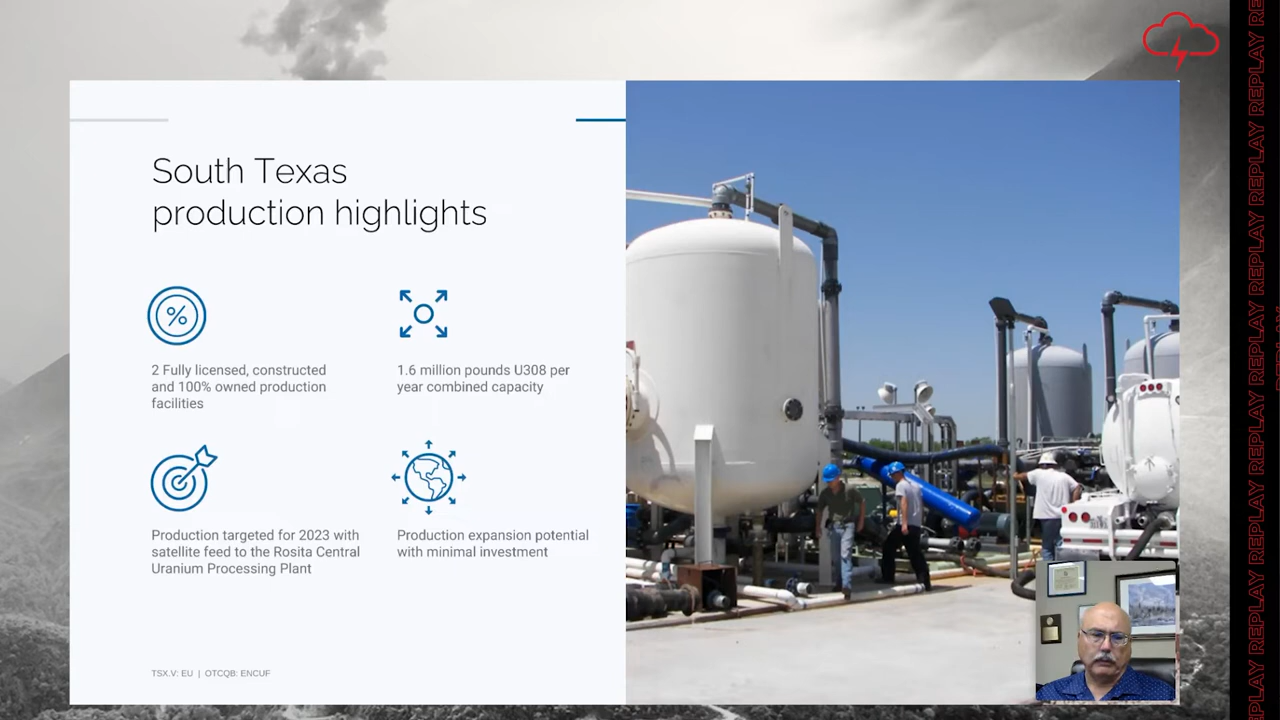 South Texas
production highlights
%
2 Fully licensed, constructed
and 100% owned production
facilities
1.6 million pounds U308 per
year combined capacity
Production targeted for 2023 with
satellite feed to the Rosita Central
Uranium Processing Plant
Production expansion potential
with minimal investment
TSX.V: EU | OTCQB: ENCUF
REPLAY REPLAY REPLAY REPLAY REPLAY REPLAY REPLAY REPLAY